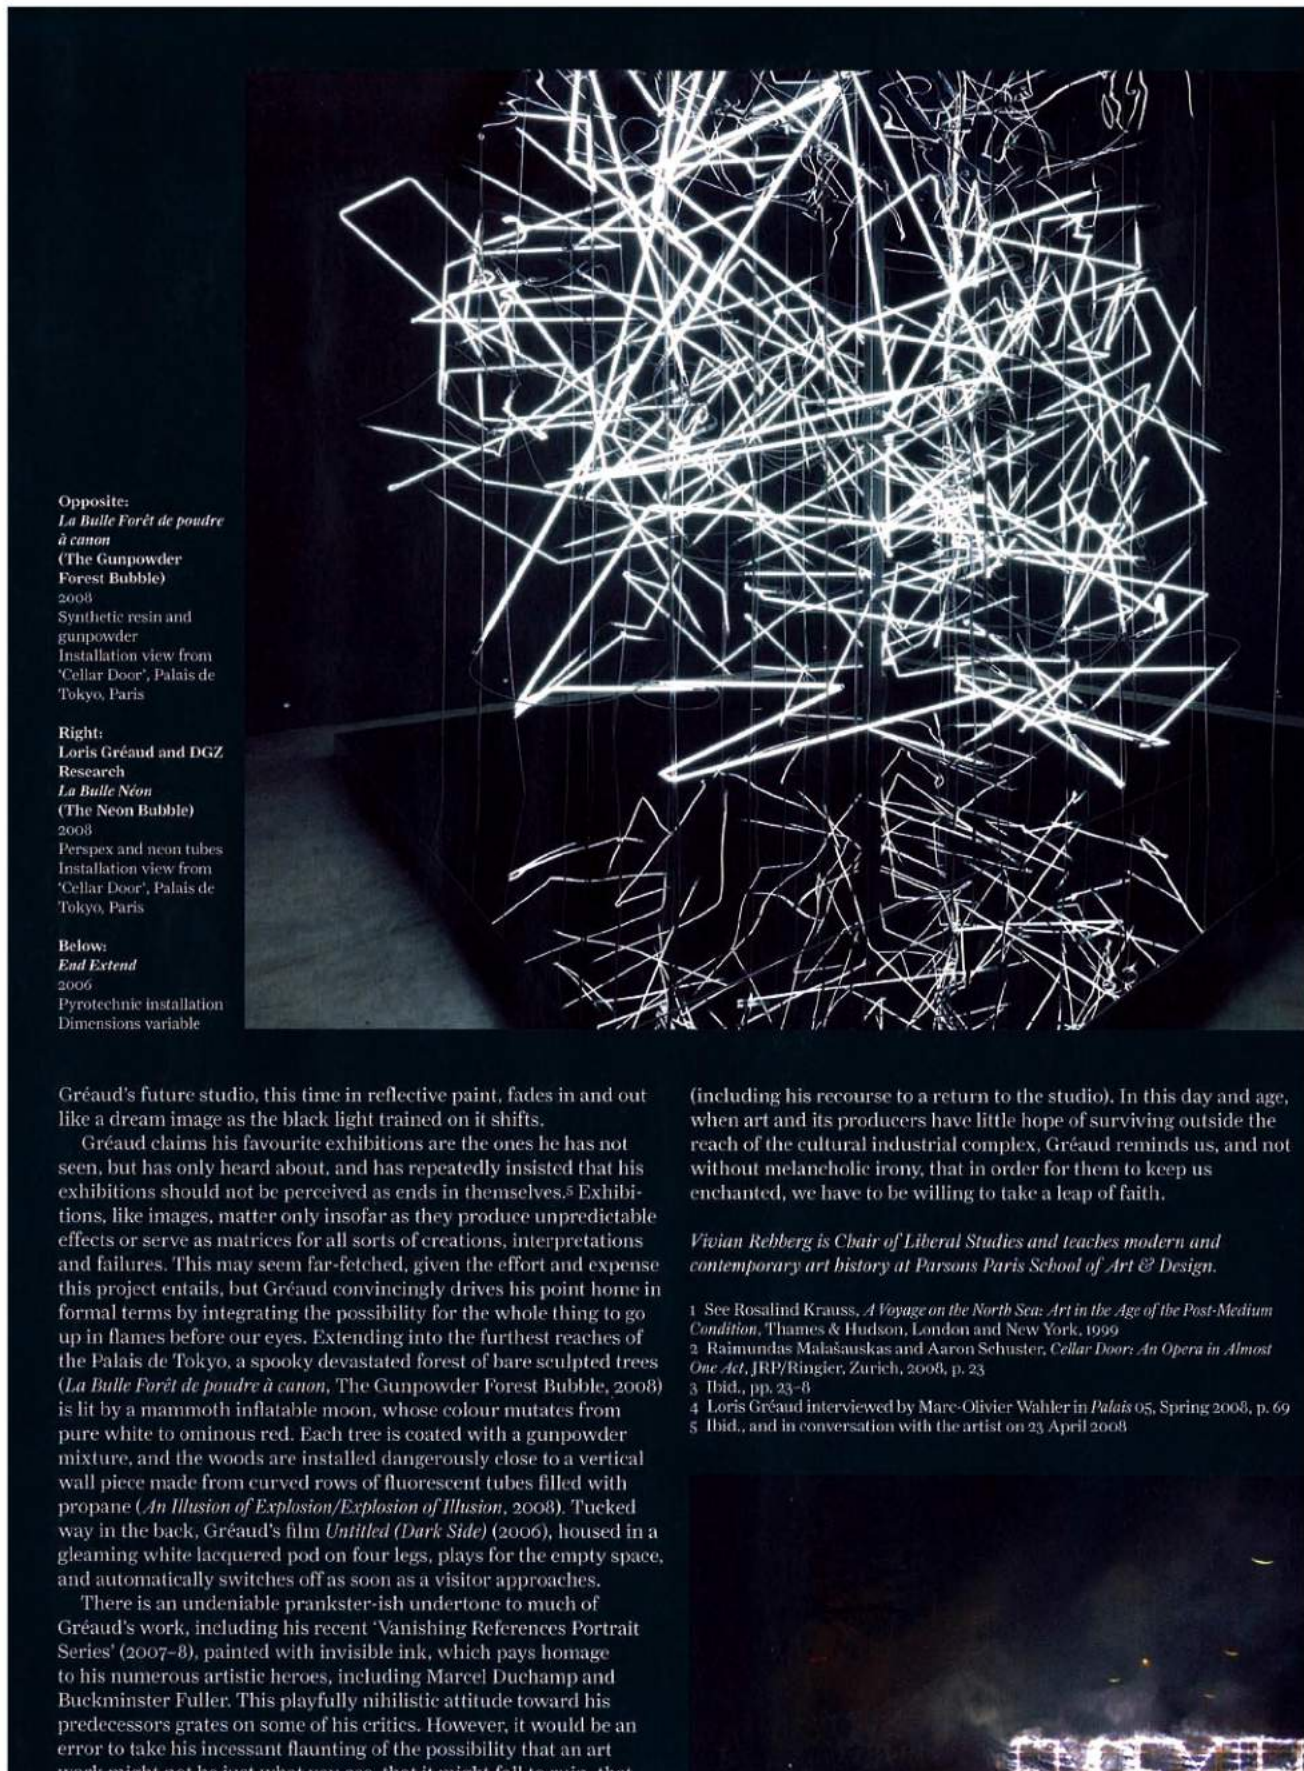 Opposite:
La Bulle Forêt de poudre
à canon
(The Gunpowder
Forest Bubble)
2008
Synthetic resin and
gunpowder
Installation view from
‘Cellar Door’, Palais de
Tokyo, Paris
Right:
Loris Gréaud and DGZ
Research
La Bulle Néon
(The Neon Bubble)
2008
Perspex and neon tubes
Installation view from
‘Cellar Door’, Palais de
Tokyo, Paris
Below:
End Extend
2006
Pyrotechnic installation
Dimensions variable
Gréaud’s future studio, this time in reflective paint, fades in and out
like a dream image as the black light trained on it shifts.
Gréaud claims his favourite exhibitions are the ones he has not
seen, but has only heard about, and has repeatedly insisted that his
exhibitions should not be perceived as ends in themselves.5 Exhibi-
tions, like images, matter only insofar as they produce unpredictable
effects or serve as matrices for all sorts of creations, interpretations
and failures. This may seem far-fetched, given the effort and expense
this project entails, but Gréaud convincingly drives his point home in
formal terms by integrating the possibility for the whole thing to go
up in flames before our eyes. Extending into the furthest reaches of
the Palais de Tokyo, a spooky devastated forest of bare sculpted trees
(La Bulle Forêt de poudre à canon, The Gunpowder Forest Bubble, 2008)
is lit by a mammoth inflatable moon, whose colour mutates from
pure white to ominous red. Each tree is coated with a gunpowder
mixture, and the woods are installed dangerously close to a vertical
wall piece made from curved rows of fluorescent tubes filled with
propane (An Illusion of Explosion/Explosion of Illusion, 2008). Tucked
way in the back, Gréaud’s film Untitled (Dark Side) (2006), housed in a
gleaming white lacquered pod on four legs, plays for the empty space,
and automatically switches off as soon as a visitor approaches.
There is an undeniable prankster-ish undertone to much of
Gréaud’s work, including his recent ‘Vanishing References Portrait
Series’ (2007–8), painted with invisible ink, which pays homage
to his numerous artistic heroes, including Marcel Duchamp and
Buckminster Fuller. This playfully nihilistic attitude toward his
predecessors grates on some of his critics. However, it would be an
error to take his incessant flaunting of the possibility that an art
work might not be just what you see, that it might fall to ruin, that
(including his recourse to a return to the studio). In this day and age,
when art and its producers have little hope of surviving outside the
reach of the cultural industrial complex, Gréaud reminds us, and not
without melancholic irony, that in order for them to keep us
enchanted, we have to be willing to take a leap of faith.
Vivian Rehberg is Chair of Liberal Studies and teaches modern and
contemporary art history at Parsons Paris School of Art & Design.
1 See Rosalind Krauss, A Voyage on the North Sea: Art in the Age of the Post-Medium
Condition, Thames & Hudson, London and New York, 1999
2 Raimundas Malašauskas and Aaron Schuster, Cellar Door: An Opera in Almost
One Act, JRP/Ringier, Zurich, 2008, p. 23
3 Ibid., pp. 23–8
4 Loris Gréaud interviewed by Marc-Olivier Wahler in Palais 05, Spring 2008, p. 69
5 Ibid., and in conversation with the artist on 23 April 2008